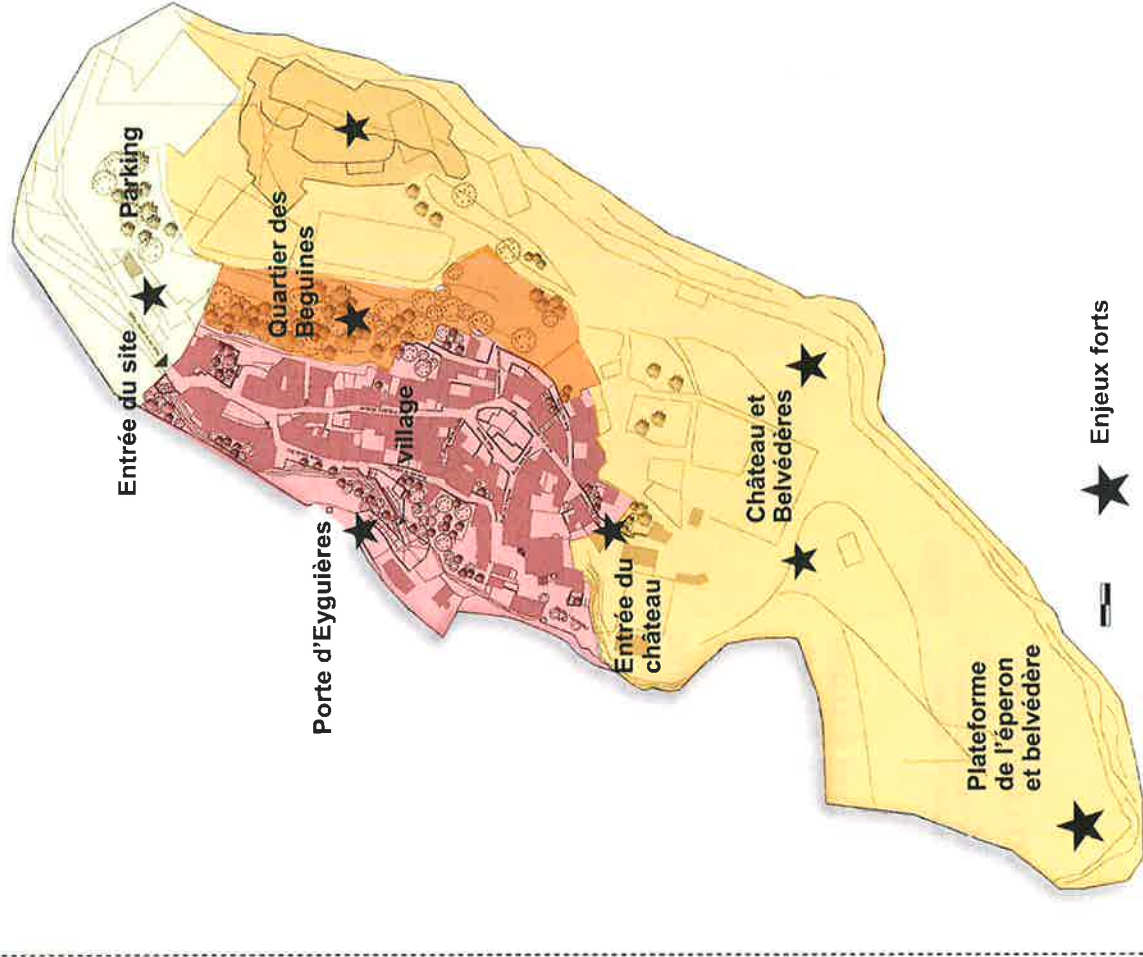 Parking
Entrée du site
Quartier des
Beguines
village
Porte d'Eyguières
Entrée du
château
Château et
Belvédères
Plateforme
de l'éperon
et belvédère
Enjeux forts